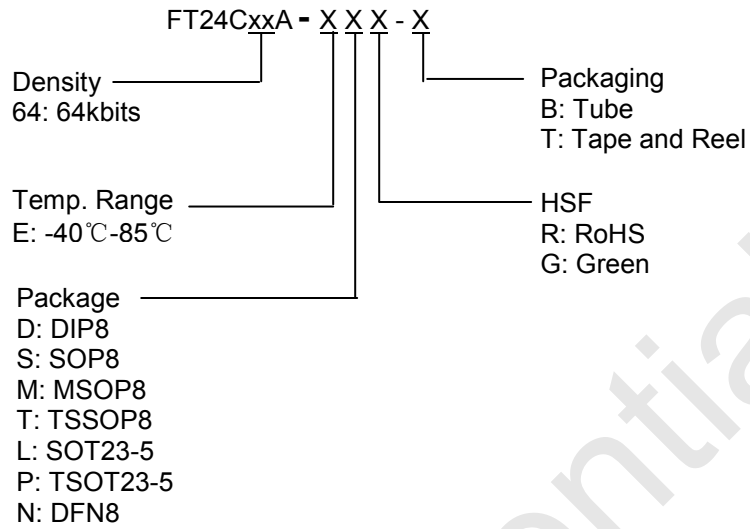 FT24CxxA - X X X - X
Density
64: 64kbits
Packaging
B: Tube
T: Tape and Reel
Temp. Range
E: -40℃-85℃
HSF
R: RoHS
G: Green
Package
D: DIP8
S: SOP8
M: MSOP8
T: TSSOP8
L: SOT23-5
P: TSOT23-5
N: DFN8